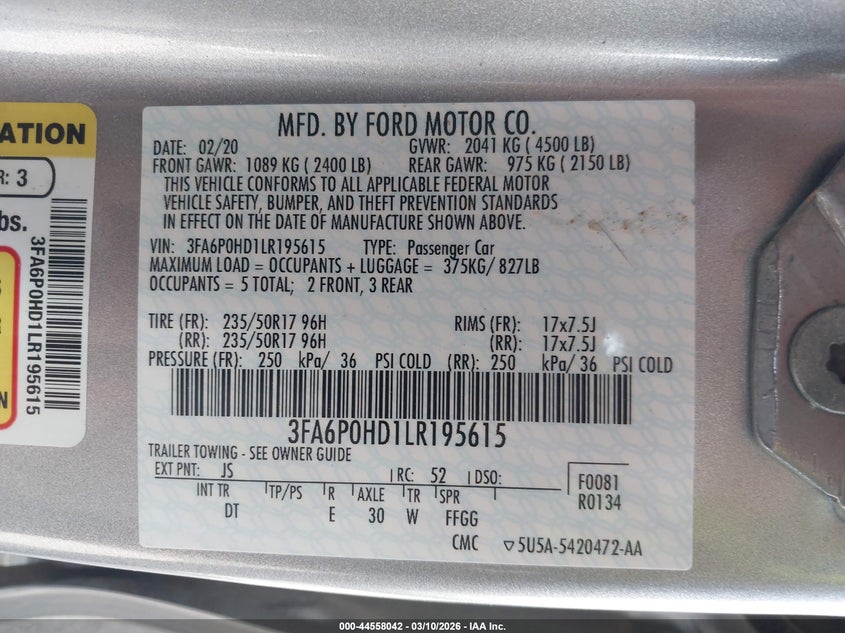 ATION
R: 3
bs.
3FA6P0HD1LR195615
N
MFD. BY FORD MOTOR CO.
DATE: 02/20 GVWR: 2041 KG ( 4500 LB)
FRONT GAWR: 1089 KG ( 2400 LB) REAR GAWR: 975 KG ( 2150 LB)
THIS VEHICLE CONFORMS TO ALL APPLICABLE FEDERAL MOTOR
VEHICLE SAFETY, BUMPER, AND THEFT PREVENTION STANDARDS
IN EFFECT ON THE DATE OF MANUFACTURE SHOWN ABOVE.
VIN: 3FA6P0HD1LR195615 TYPE: Passenger Car
MAXIMUM LOAD = OCCUPANTS + LUGGAGE = 375KG/ 827LB
OCCUPANTS = 5 TOTAL; 2 FRONT, 3 REAR
TIRE (FR): 235/50R17 96H RIMS (FR): 17x7.5J
(RR): 235/50R17 96H (RR): 17x7.5J
PRESSURE (FR): 250 kPa/ 36 PSI COLD (RR): 250 kPa/ 36 PSI COLD
3FA6P0HD1LR195615
TRAILER TOWING - SEE OWNER GUIDE
EXT PNT: JS RC: 52 DSO:
INT TR TP/PS R AXLE TR SPR
DT E 30 W FFGG
F0081
R0134
CMC ▽5U5A-5420472-AA
000-44558042 - 03/10/2026 - IAA Inc.